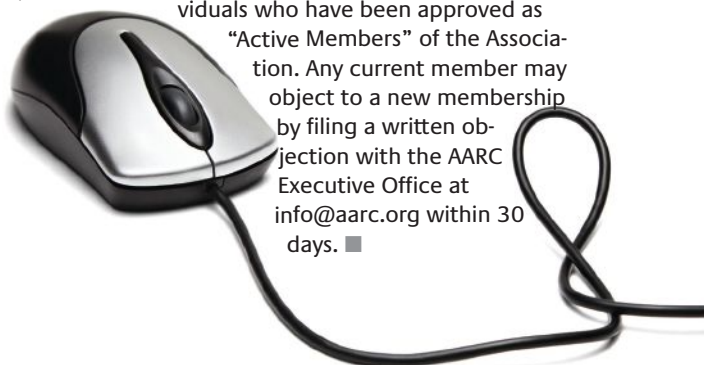 viduals who have been approved as
“Active Members” of the Associa-
tion. Any current member may
object to a new membership
by filing a written ob-
jection with the AARC
Executive Office at
info@aarc.org within 30
days. ■